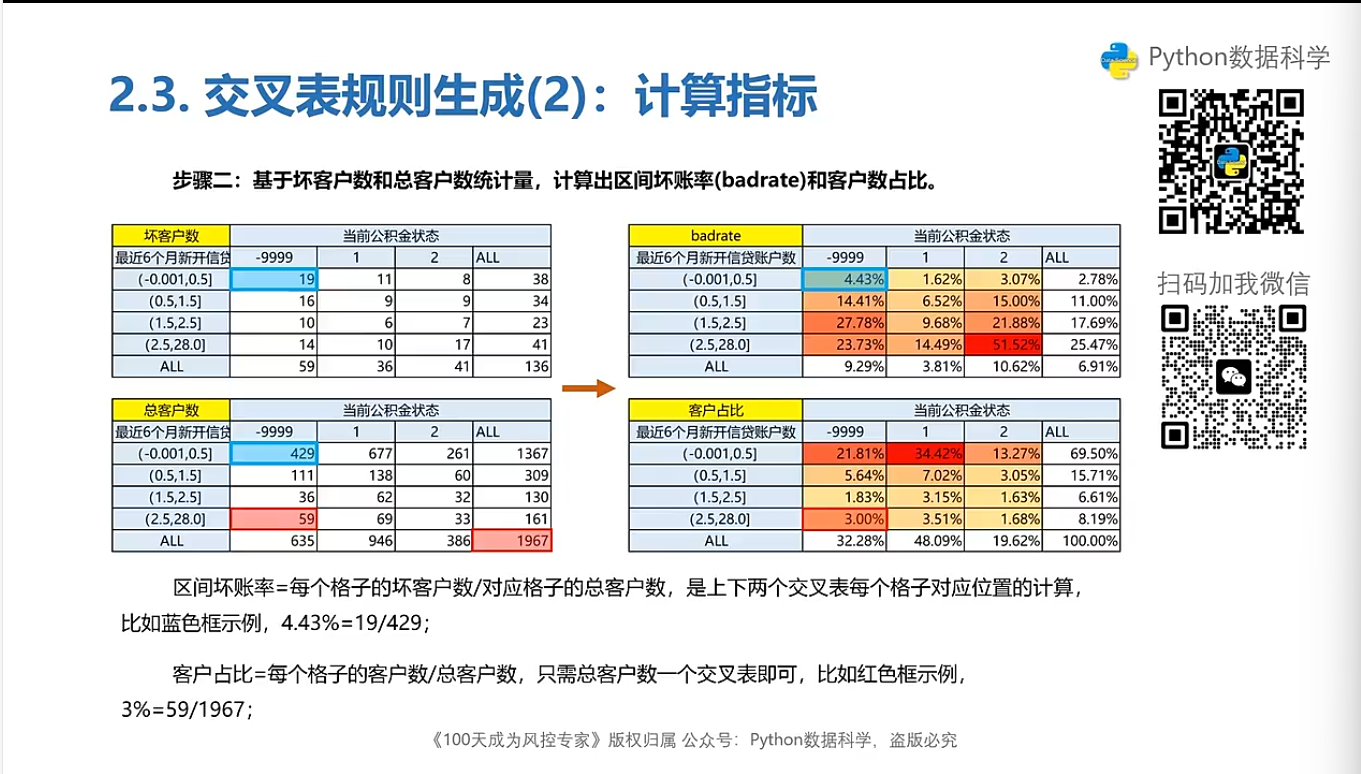 Python数据科学
2.3. 交叉表规则生成(2)：计算指标
步骤二：基于坏客户数和总客户数统计量，计算出区间坏账率(badrate)和客户数占比。
坏客户数 当前公积金状态
最近6个月新开信贷 -9999 1 2 ALL
(-0.001,0.5] 19 11 8 38
(0.5,1.5] 16 9 9 34
(1.5,2.5] 10 6 7 23
(2.5,28.0] 14 10 17 41
ALL 59 36 41 136
badrate 当前公积金状态
最近6个月新开信贷账户数 -9999 1 2 ALL
(-0.001,0.5] 4.43% 1.62% 3.07% 2.78%
(0.5,1.5] 14.41% 6.52% 15.00% 11.00%
(1.5,2.5] 27.78% 9.68% 21.88% 17.69%
(2.5,28.0] 23.73% 14.49% 51.52% 25.47%
ALL 9.29% 3.81% 10.62% 6.91%
总客户数 当前公积金状态
最近6个月新开信贷 -9999 1 2 ALL
(-0.001,0.5] 429 677 261 1367
(0.5,1.5] 111 138 60 309
(1.5,2.5] 36 62 32 130
(2.5,28.0] 59 69 33 161
ALL 635 946 386 1967
客户占比 当前公积金状态
最近6个月新开信贷账户数 -9999 1 2 ALL
(-0.001,0.5] 21.81% 34.42% 13.27% 69.50%
(0.5,1.5] 5.64% 7.02% 3.05% 15.71%
(1.5,2.5] 1.83% 3.15% 1.63% 6.61%
(2.5,28.0] 3.00% 3.51% 1.68% 8.19%
ALL 32.28% 48.09% 19.62% 100.00%
扫码加我微信
区间坏账率=每个格子的坏客户数/对应格子的总客户数，是上下两个交叉表每个格子对应位置的计算，
比如蓝色框示例，4.43%=19/429；
客户占比=每个格子的客户数/总客户数，只需总客户数一个交叉表即可，比如红色框示例，
3%=59/1967；
《100天成为风控专家》版权归属 公众号：Python数据科学，盗版必究